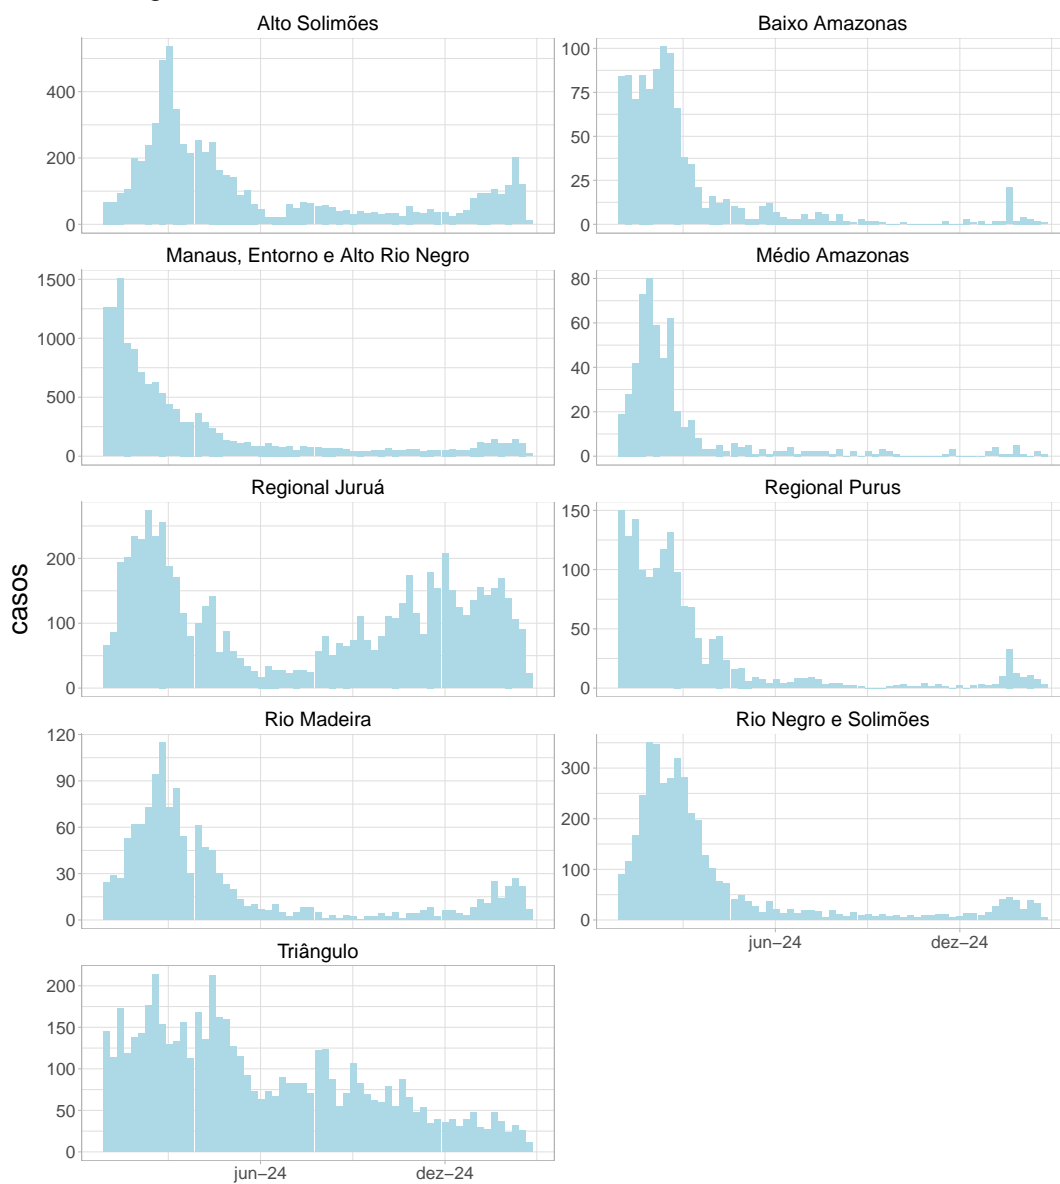 Alto Solimões
Baixo Amazonas
400
200
0
100
75
50
25
0
Manaus, Entorno e Alto Rio Negro
Médio Amazonas
1500
1000
500
0
80
60
40
20
0
Regional Juruá
Regional Purus
200
100
0
150
100
50
0
casos
Rio Madeira
Rio Negro e Solimões
120
90
60
30
0
300
200
100
0
jun−24
dez−24
Triângulo
200
150
100
50
0
jun−24
dez−24